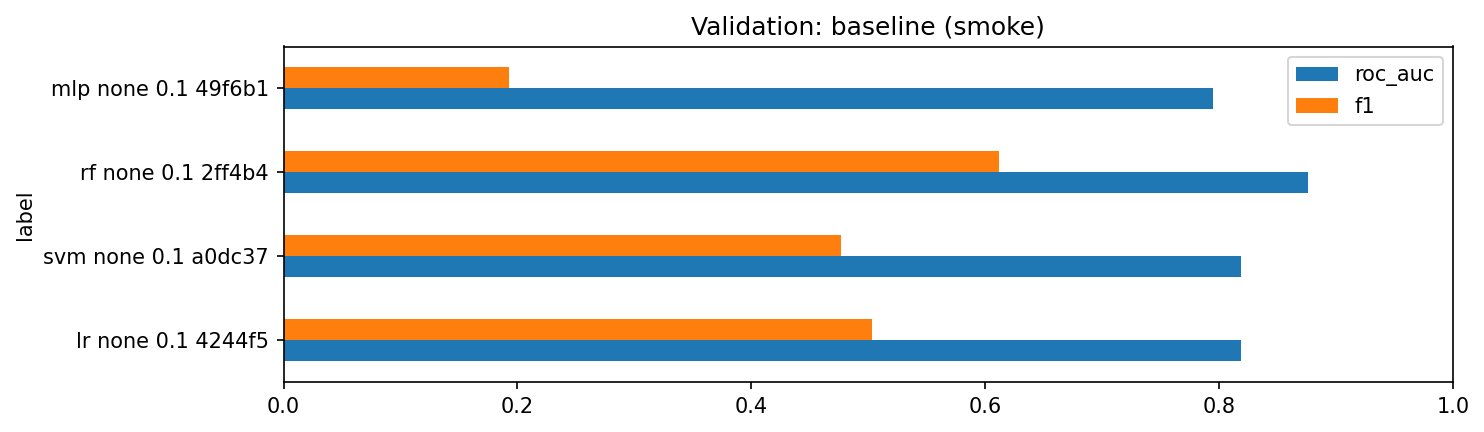 Validation: baseline (smoke)
roc_auc
f1
mlp none 0.1 49f6b1
rf none 0.1 2ff4b4
svm none 0.1 a0dc37
lr none 0.1 4244f5
label
0.0 0.2 0.4 0.6 0.8 1.0